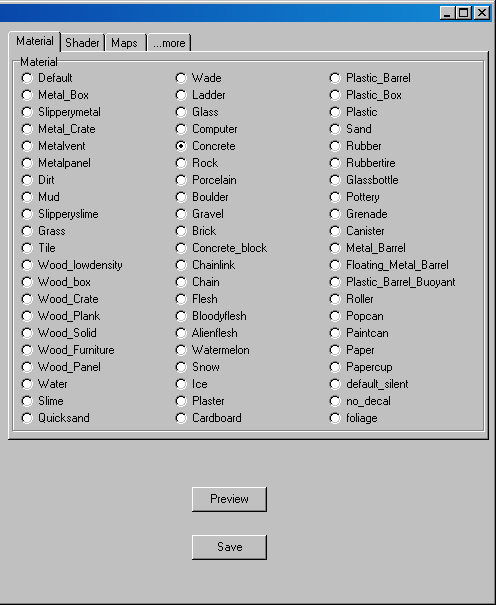 Material Shader Maps ...more
Material
Default Wade Plastic_Barrel
Metal_Box Ladder Plastic_Box
Slipperymetal Glass Plastic
Metal_Crate Computer Sand
Metalvent Concrete Rubber
Metalpanel Rock Rubbertire
Dirt Porcelain Glassbottle
Mud Boulder Pottery
Slipperyslime Gravel Grenade
Grass Brick Canister
Tile Concrete_block Metal_Barrel
Wood_lowdensity Chainlink Floating_Metal_Barrel
Wood_box Chain Plastic_Barrel_Buoyant
Wood_Crate Flesh Roller
Wood_Plank Bloodyflesh Popcan
Wood_Solid Alienflesh Paintcan
Wood_Furniture Watermelon Paper
Wood_Panel Snow Papercup
Water Ice default_silent
Slime Plaster no_decal
Quicksand Cardboard foliage
Preview
Save